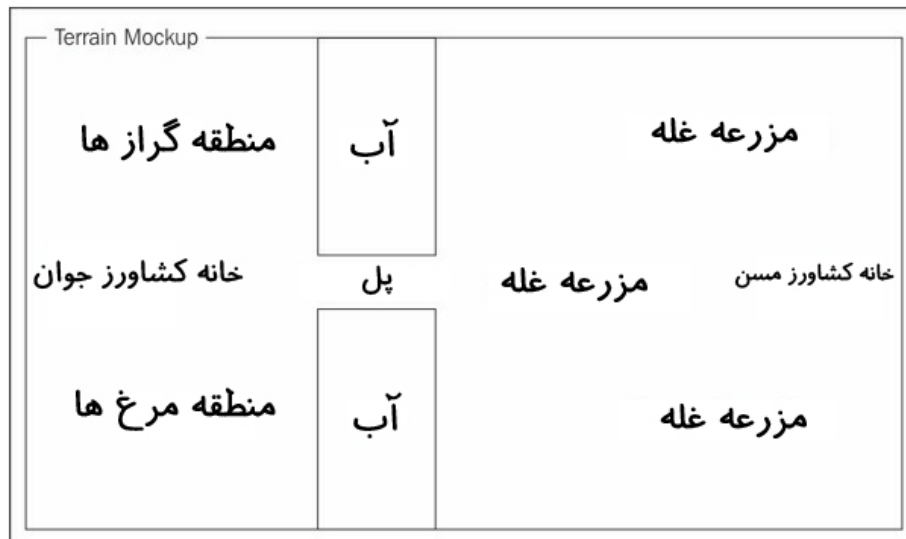 Terrain Mockup
مزرعه غله
آب
منطقه گراز ها
خانه کشاورز مسن
مزرعه غله
پل
خانه کشاورز جوان
مزرعه غله
آب
منطقه مرغ ها